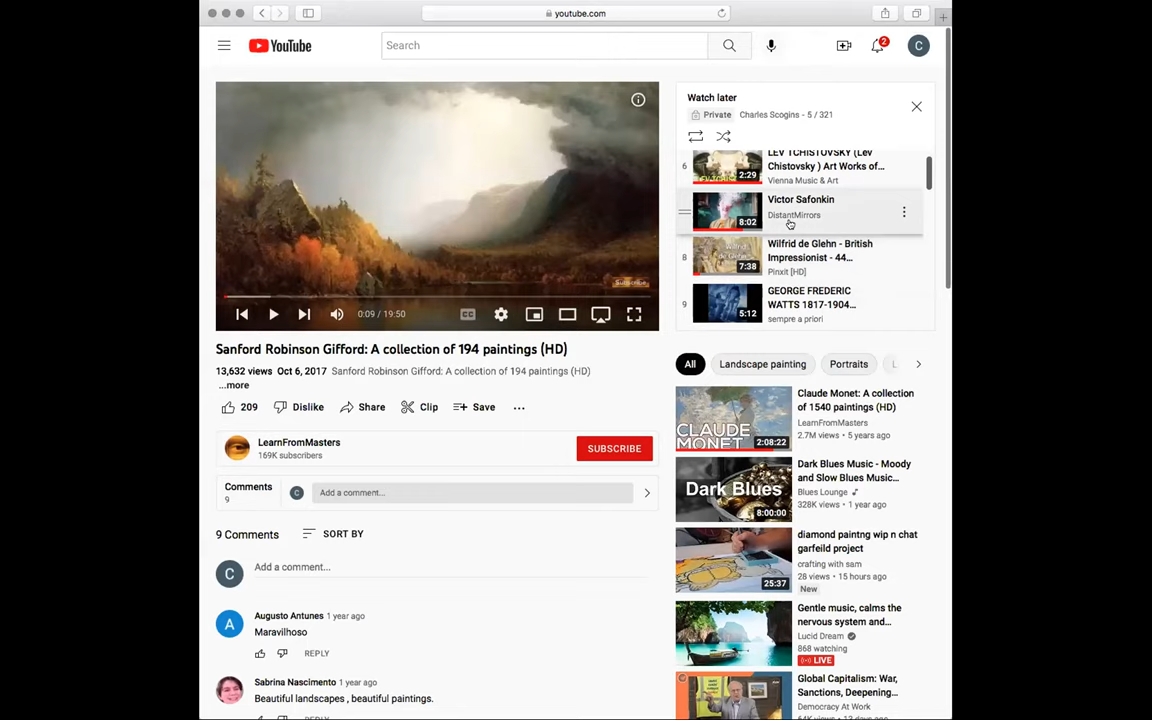 youtube.com
YouTube
Search
2
C
Subscribe
CC
0:09 / 19:50
Sanford Robinson Gifford: A collection of 194 paintings (HD)
13,632 views Oct 6, 2017 Sanford Robinson Gifford: A collection of 194 paintings (HD)
...more
209 Dislike Share Clip Save
LearnFromMasters
169K subscribers
SUBSCRIBE
Comments
9
C
Add a comment...
9 Comments SORT BY
C
Add a comment...
A
Augusto Antunes 1 year ago
Maravilhoso
REPLY
Sabrina Nascimento 1 year ago
Beautiful landscapes , beautiful paintings.
Watch later
Private Charles Scogins - 5 / 321
6
2:29
LEV TCHISTOVSKY (Lev
Chistovsky ) Art Works of...
Vienna Music & Art
8:02
Victor Safonkin
DistantMirrors
8
7:38
Wilfrid de Glehn - British
Impressionist - 44...
Pinxit [HD]
9
5:12
GEORGE FREDERIC
WATTS 1817-1904...
sempre a priori
All Landscape painting Portraits L
CLAUDE
MONET
2:08:22
Claude Monet: A collection
of 1540 paintings (HD)
LearnFromMasters
2.7M views • 5 years ago
Dark Blues
8:00:00
Dark Blues Music - Moody
and Slow Blues Music...
Blues Lounge
328K views • 1 year ago
25:37
diamond paintng wip n chat
garfeild project
crafting with sam
28 views • 15 hours ago
New
Gentle music, calms the
nervous system and...
Lucid Dream
868 watching
LIVE
Global Capitalism: War,
Sanctions, Deepening...
Democracy At Work